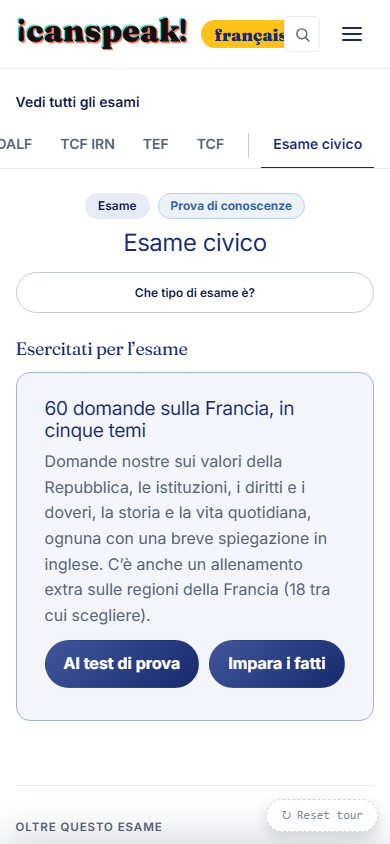 icanspeak!
français
Vedi tutti gli esami
DALF TCF IRN TEF TCF Esame civico
Esame
Prova di conoscenze
Esame civico
Che tipo di esame è?
Esercitati per l’esame
60 domande sulla Francia, in
cinque temi
Domande nostre sui valori della
Repubblica, le istituzioni, i diritti e i
doveri, la storia e la vita quotidiana,
ognuna con una breve spiegazione in
inglese. C’è anche un allenamento
extra sulle regioni della Francia (18 tra
cui scegliere).
Al test di prova
Impara i fatti
OLTRE QUESTO ESAME
↻ Reset tour